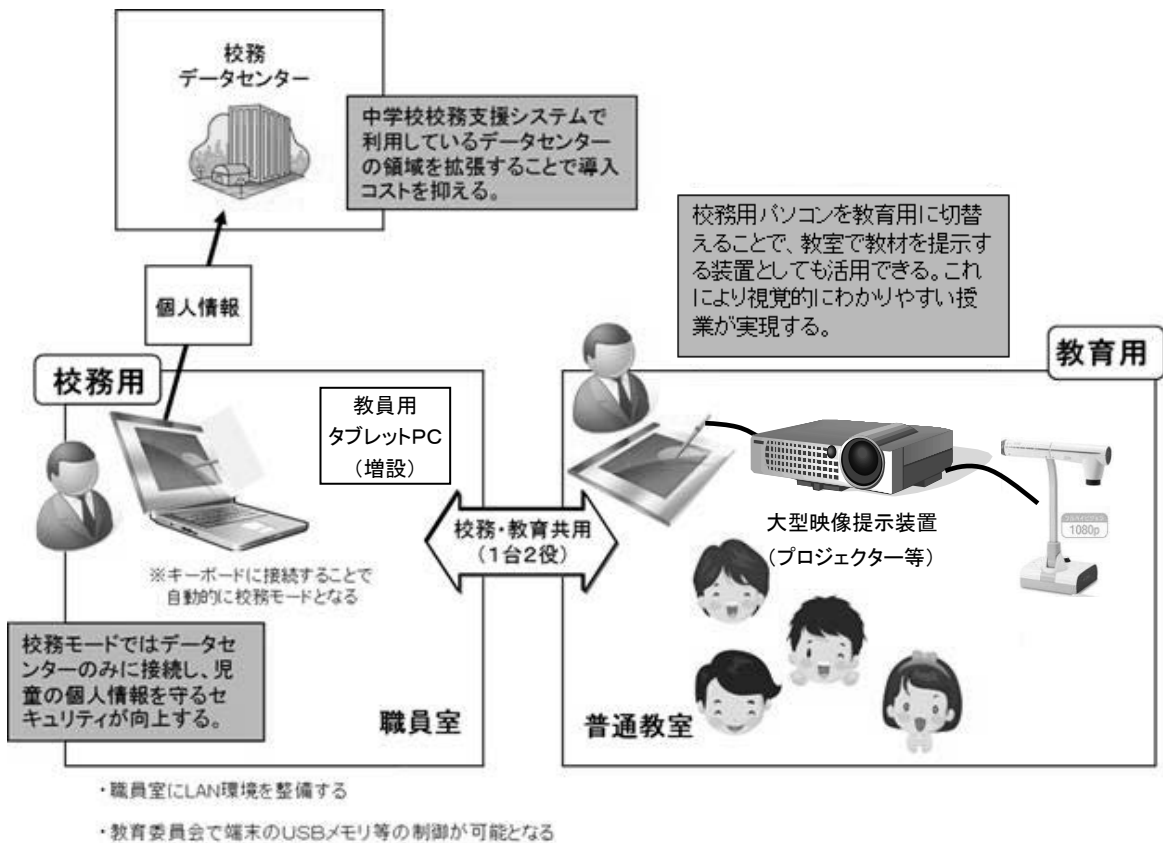 校務
データセンター
中学校校務支援システムで
利用しているデータセンター
の領域を拡張することで導入
コストを抑える。
校務用パソコンを教育用に切替
えることで、教室で教材を提示す
る装置としても活用できる。これ
により視覚的にわかりやすい授
業が実現する。
個人情報
校務用
教育用
教員用
タブレットPC
(増設)
校務・教育共用
(1台2役)
大型映像提示装置
(プロジェクター等)
1080p
※キーボードに接続することで
自動的に校務モードとなる
校務モードではデータセ
ンターのみに接続し、児
童の個人情報を守るセ
キュリティが向上する。
職員室
普通教室
・職員室にLAN環境を整備する
・教育委員会で端末のUSBメモリ等の制御が可能となる